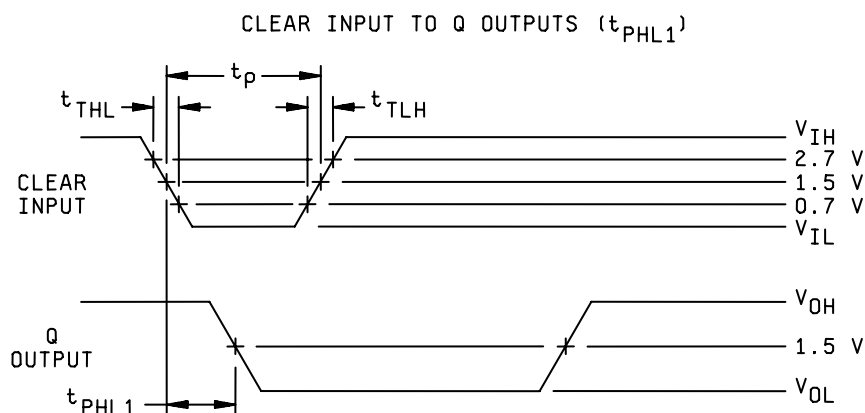 CLEAR INPUT TO Q OUTPUTS (tPHL1)
tp
tTHL
tTLH
VIH
2.7 V
CLEAR
INPUT
1.5 V
0.7 V
VIL
VOH
Q
OUTPUT
1.5 V
VOL
tPHL1